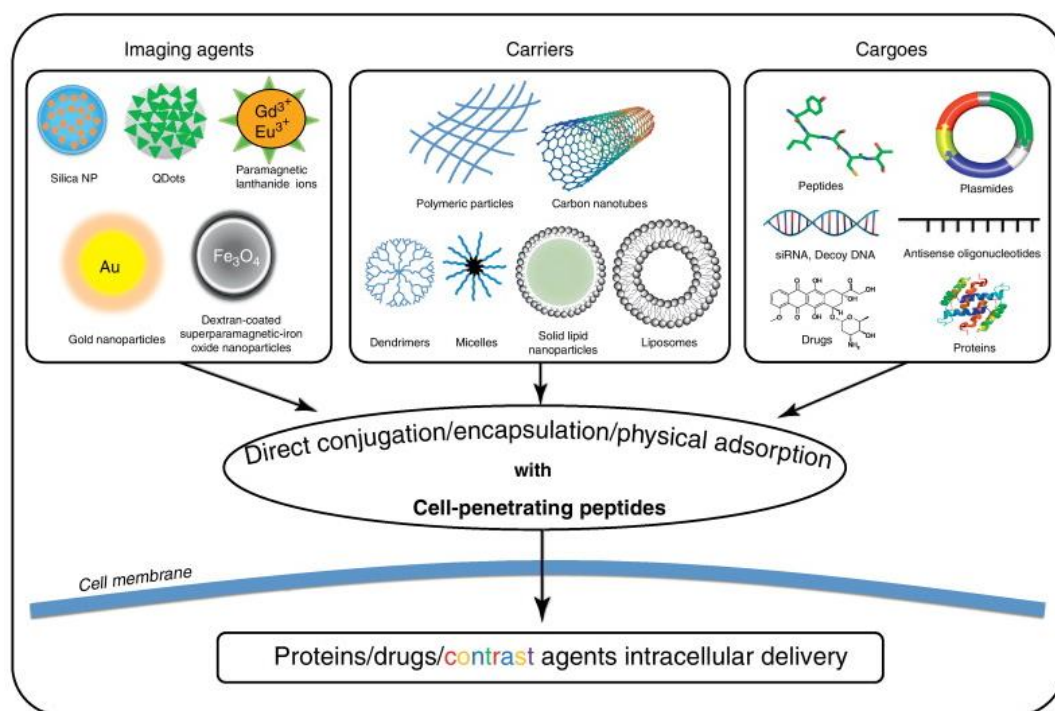 Imaging agents
Carriers
Cargoes
Gd3+
Eu3+
Silica NP
QDots
Paramagnetic
lanthanide ions
Au
Fe3O4
Gold nanoparticles
Dextran-coated
superparamagnetic-iron
oxide nanoparticles
Polymeric particles
Carbon nanotubes
Dendrimers
Micelles
Solid lipid
nanoparticles
Liposomes
Peptides
Plasmids
siRNA, Decoy DNA
Antisense oligonucleotides
Drugs
Proteins
Direct conjugation/encapsulation/physical adsorption
with
Cell-penetrating peptides
Cell membrane
Proteins/drugs/contrast agents intracellular delivery